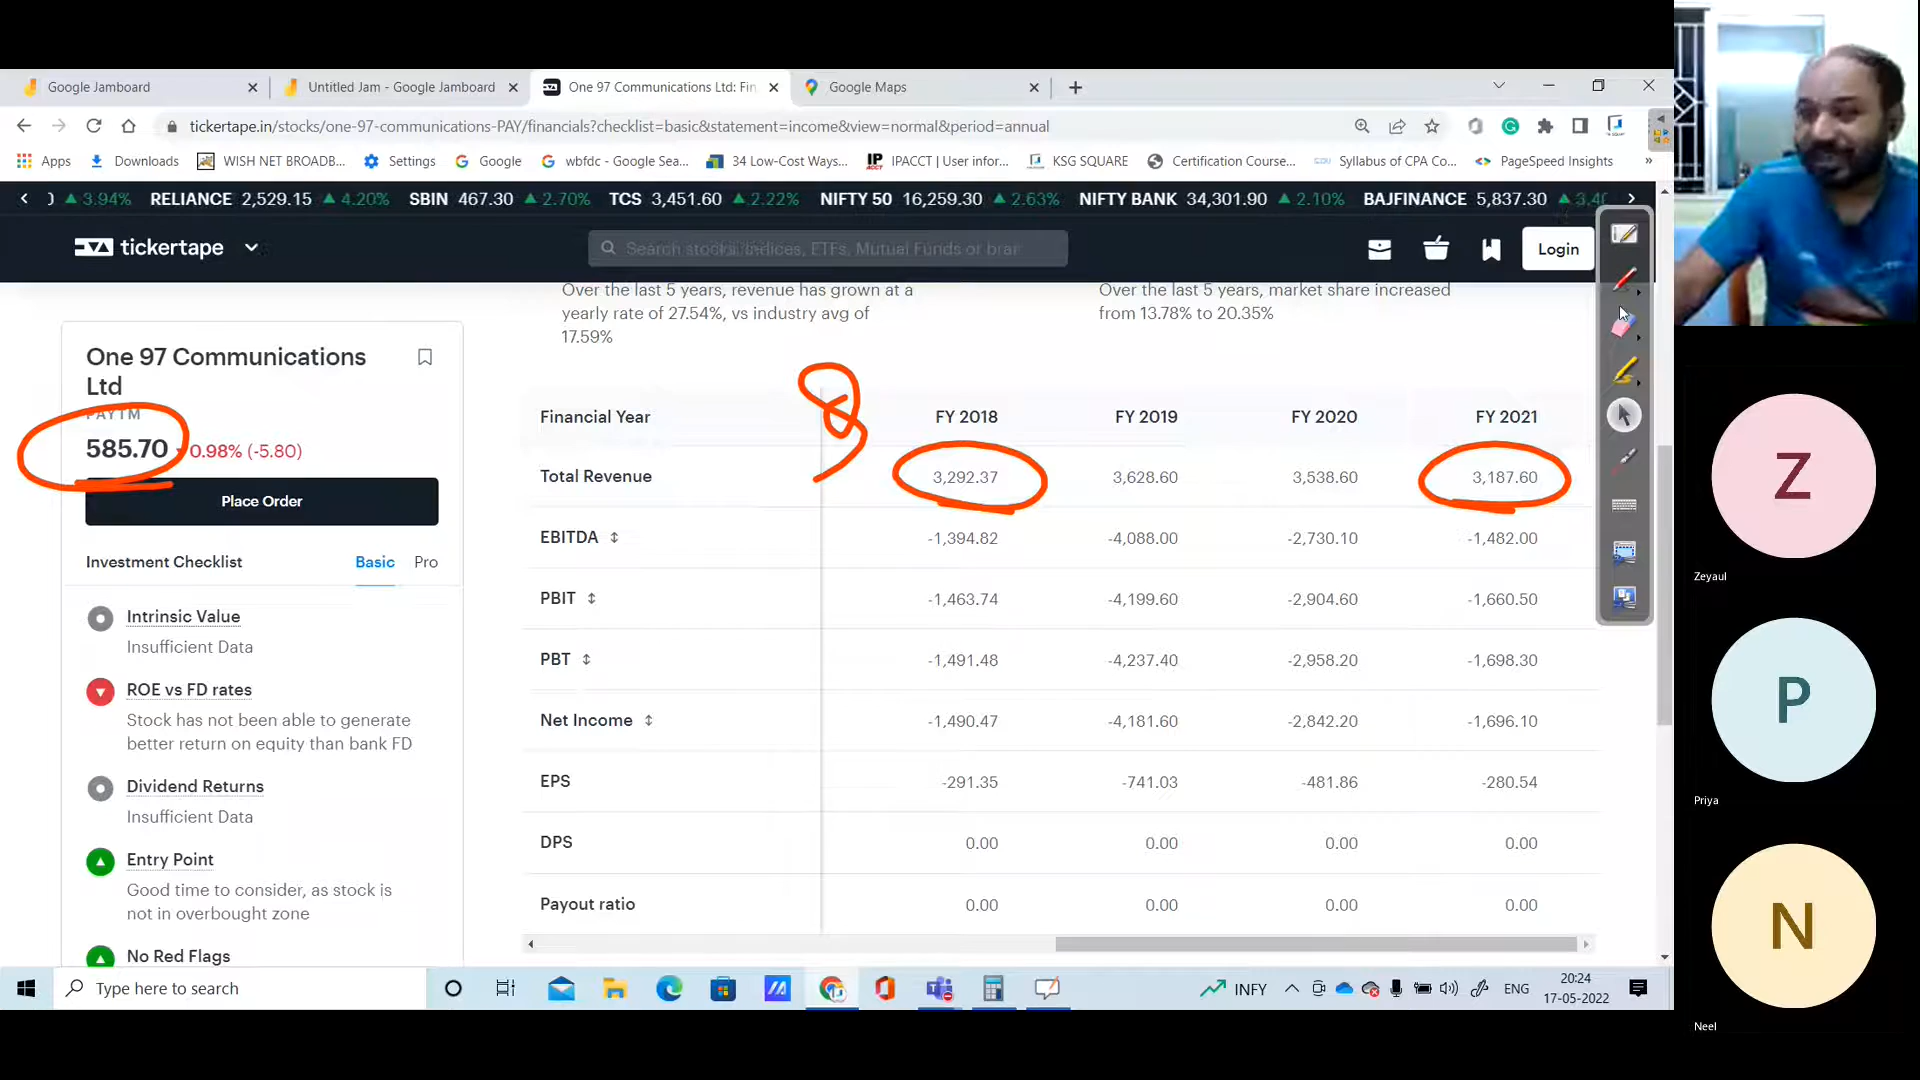 Google Jamboard
Untitled Jam - Google Jamboard
One 97 Communications Ltd: Fin
Google Maps
tickertape.in/stocks/one-97-communications-PAY/financials?checklist=basic&statement=income&view=normal&period=annual
Apps
Downloads
WISH NET BROADB...
Settings
Google
wbfdc - Google Sea...
34 Low-Cost Ways...
IPACCT | User infor...
KSG SQUARE
Certification Course...
Syllabus of CPA Co...
PageSpeed Insights
»
▲ 3.94% RELIANCE 2,529.15 ▲ 4.20% SBIN 467.30 ▲ 2.70% TCS 3,451.60 ▲ 2.22% NIFTY 50 16,259.30 ▲ 2.63% NIFTY BANK 34,301.90 ▲ 2.10% BAJFINANCE 5,837.30
tickertape
Search stocks, Indices, ETFs, Mutual Funds or brar
Login
Over the last 5 years, revenue has grown at a
yearly rate of 27.54%, vs industry avg of
17.59%
Over the last 5 years, market share increased
from 13.78% to 20.35%
One 97 Communications
Ltd
PAYTM
585.70 0.98% (-5.80)
Place Order
Investment Checklist Basic Pro
Intrinsic Value
Insufficient Data
ROE vs FD rates
Stock has not been able to generate
better return on equity than bank FD
Dividend Returns
Insufficient Data
Entry Point
Good time to consider, as stock is
not in overbought zone
No Red Flags
Financial Year FY 2018 FY 2019 FY 2020 FY 2021
Total Revenue 3,292.37 3,628.60 3,538.60 3,187.60
EBITDA -1,394.82 -4,088.00 -2,730.10 -1,482.00
PBIT -1,463.74 -4,199.60 -2,904.60 -1,660.50
PBT -1,491.48 -4,237.40 -2,958.20 -1,698.30
Net Income -1,490.47 -4,181.60 -2,842.20 -1,696.10
EPS -291.35 -741.03 -481.86 -280.54
DPS 0.00 0.00 0.00 0.00
Payout ratio 0.00 0.00 0.00 0.00
Z
Zeyaul
P
Priya
N
Neel
Type here to search
INFY
ENG
20:24
17-05-2022